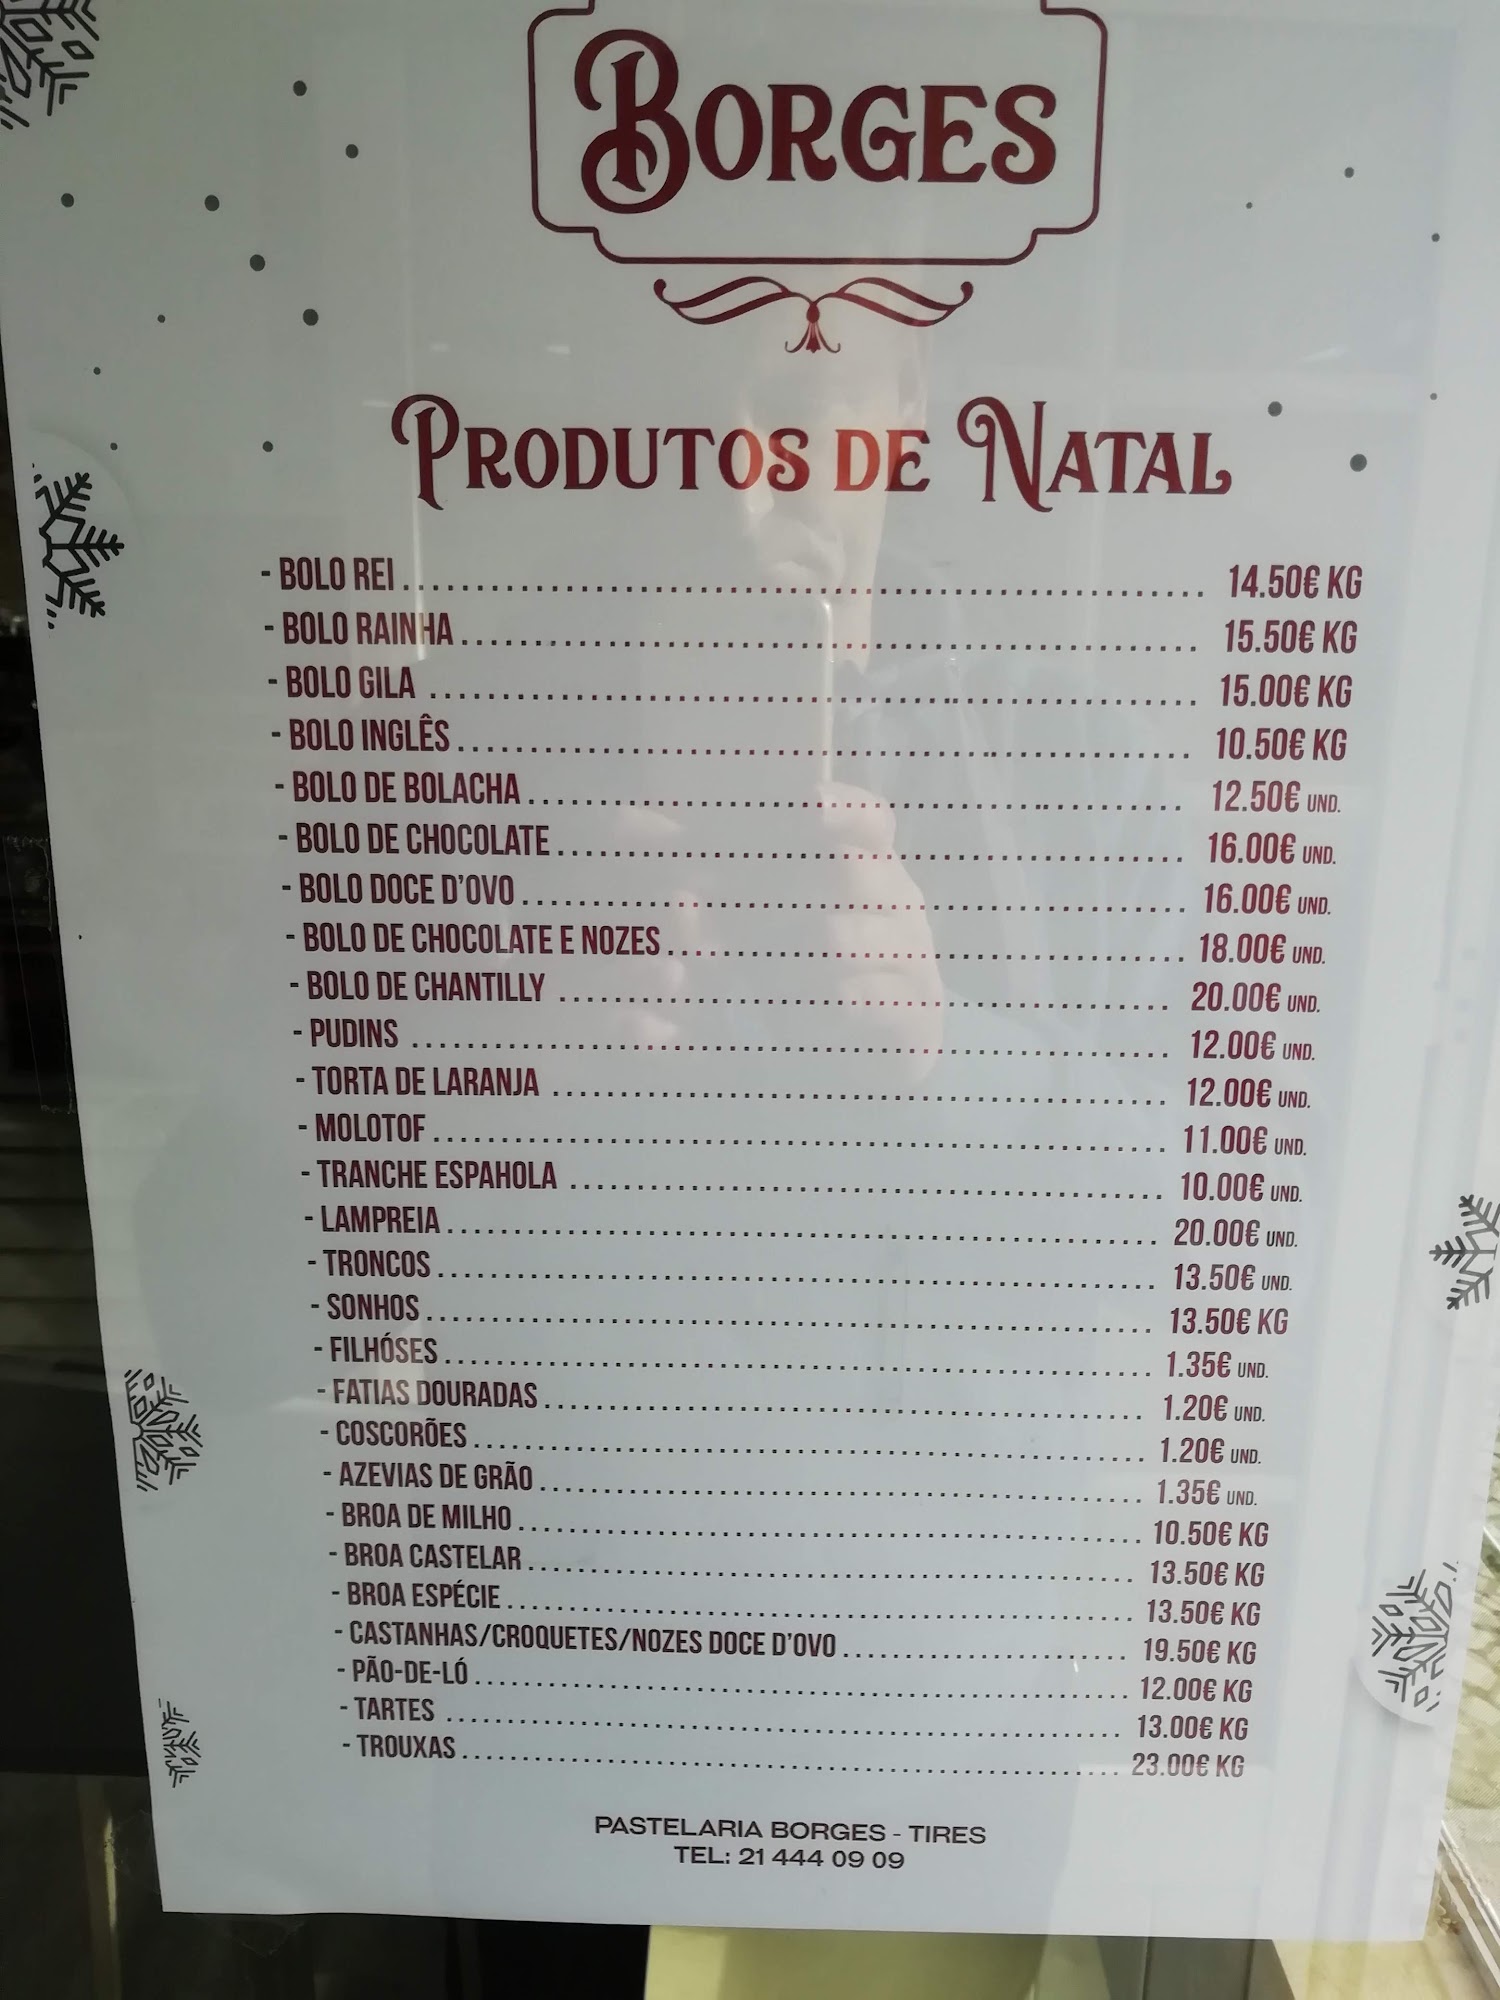 BORGES
PRODUTOS DE NATAL
- BOLO REI 14.50€ KG
- BOLO RAINHA 15.50€ KG
- BOLO GILA 15.00€ KG
- BOLO INGLÊS 10.50€ KG
- BOLO DE BOLACHA 12.50€ UND.
- BOLO DE CHOCOLATE 16.00€ UND.
- BOLO DOCE D'OVO 16.00€ UND.
- BOLO DE CHOCOLATE E NOZES 18.00€ UND.
- BOLO DE CHANTILLY 20.00€ UND.
- PUDINS 12.00€ UND.
- TORTA DE LARANJA 12.00€ UND.
- MOLOTOF 11.00€ UND.
- TRANCHE ESPAHOLA 10.00€ UND.
- LAMPREIA 20.00€ UND.
- TRONCOS 13.50€ UND.
- SONHOS 13.50€ KG
- FILHÓSES 1.35€ UND.
- FATIAS DOURADAS 1.20€ UND.
- COSCORÕES 1.20€ UND.
- AZEVIAS DE GRÃO 1.35€ UND.
- BROA DE MILHO 10.50€ KG
- BROA CASTELAR 13.50€ KG
- BROA ESPÉCIE 13.50€ KG
- CASTANHAS/CROQUETES/NOZES DOCE D'OVO 19.50€ KG
- PÃO-DE-LÓ 12.00€ KG
- TARTES 13.00€ KG
- TROUXAS 23.00€ KG
PASTELARIA BORGES - TIRES
TEL: 21 444 09 09